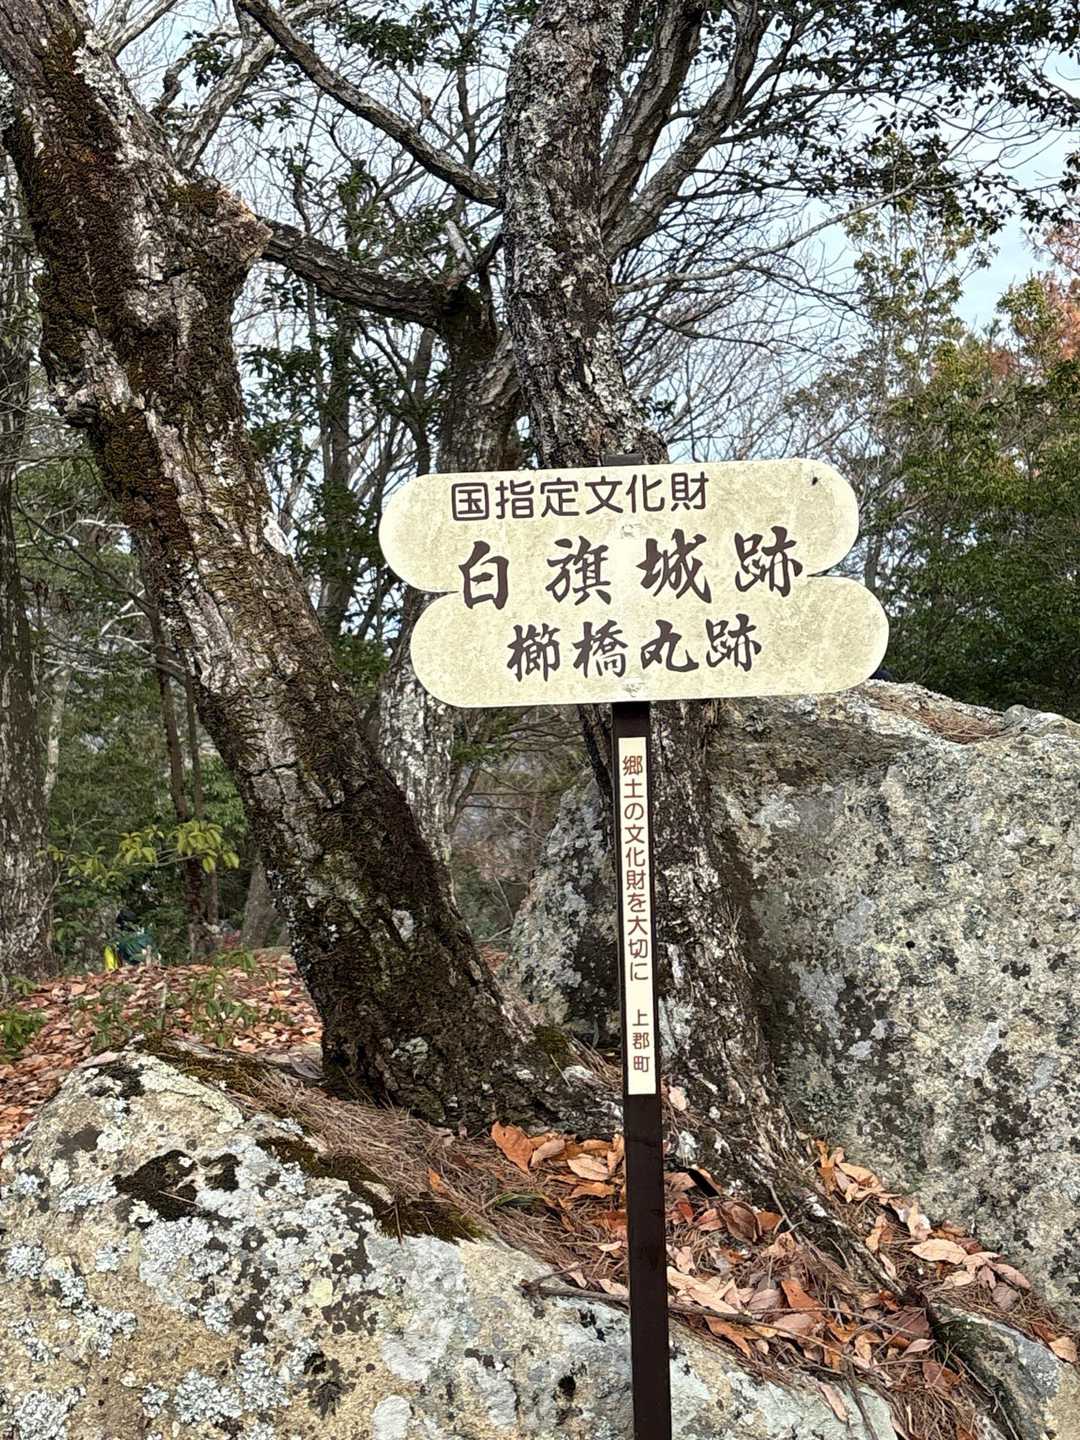 国指定文化財
白旗城跡
櫛橋丸跡
郷土の文化財を大切に 上郡町